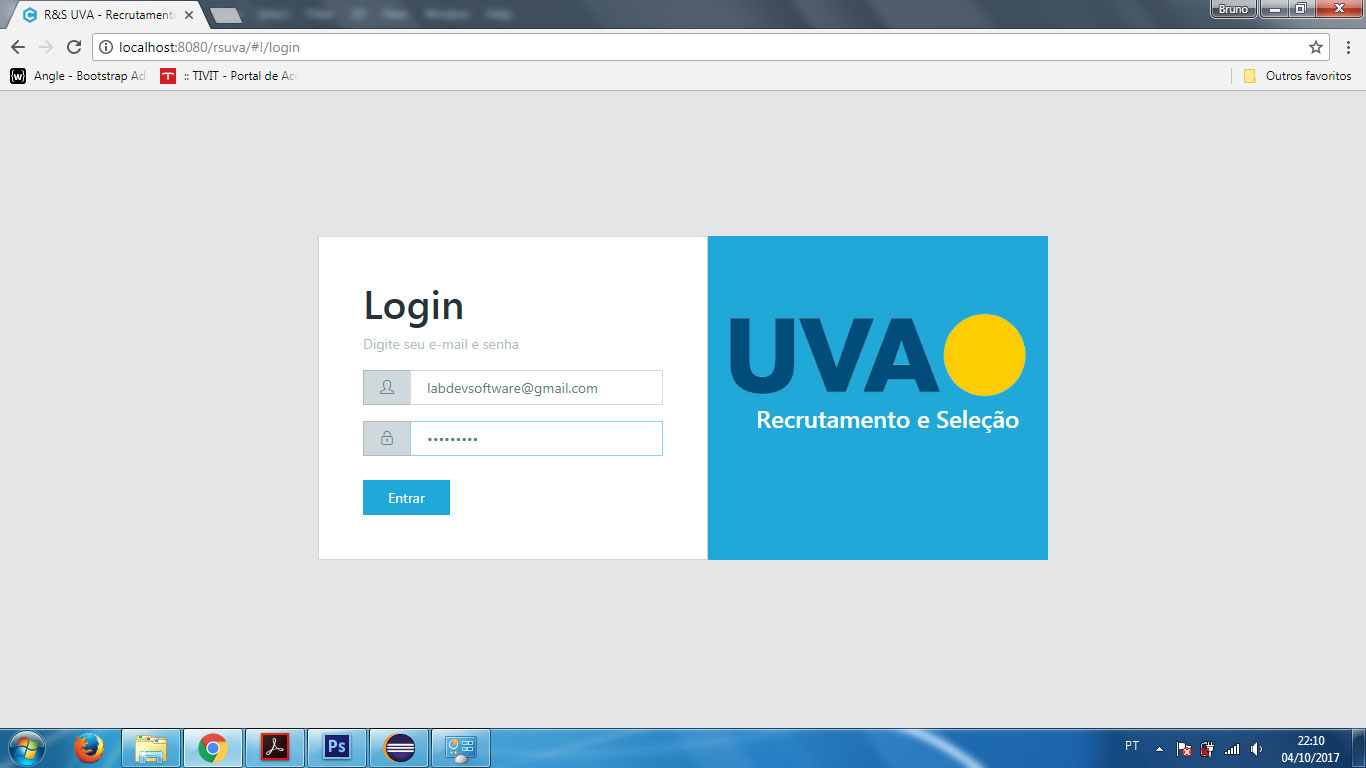 R&S UVA - Recrutament
Bruno
localhost:8080/rsuva/#!/login
Angle - Bootstrap Ad
:: TIVIT - Portal de Ac
Outros favoritos
Login
Digite seu e-mail e senha
labdevsoftware@gmail.com
•••••••••
Entrar
UVA
Recrutamento e Seleção
Ps
PT
22:10
04/10/2017